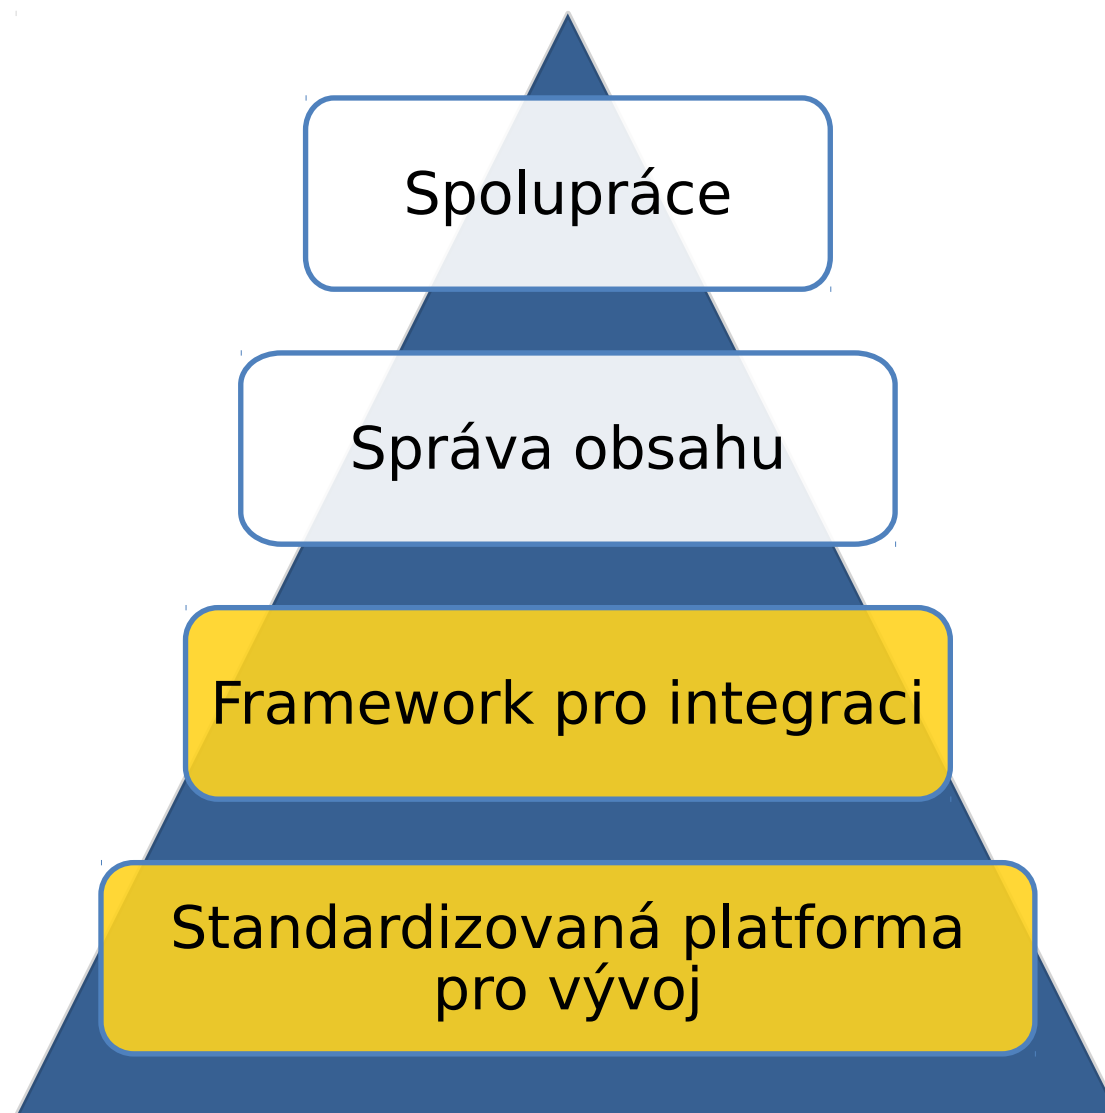 Spolupráce
Správa obsahu
Framework pro integraci
Standardizovaná platforma
pro vývoj